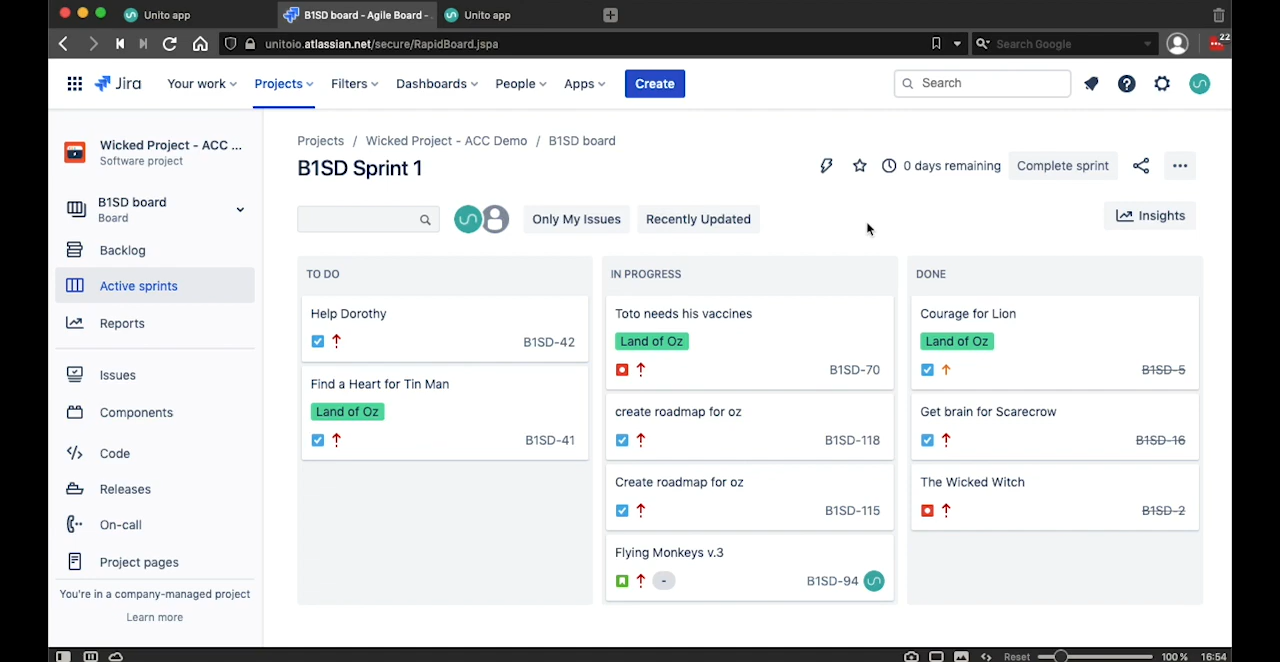 Unito app
B1SD board - Agile Board -
Unito app
unitoio.atlassian.net/secure/RapidBoard.jspa
Search Google
22
Jira
Your work
Projects
Filters
Dashboards
People
Apps
Create
Search
Wicked Project - ACC ...
Software project
B1SD board
Board
Backlog
Active sprints
Reports
Issues
Components
Code
Releases
On-call
Project pages
You're in a company-managed project
Learn more
Projects / Wicked Project - ACC Demo / B1SD board
B1SD Sprint 1
0 days remaining
Complete sprint
Only My Issues
Recently Updated
Insights
TO DO
Help Dorothy
B1SD-42
Find a Heart for Tin Man
Land of Oz
B1SD-41
IN PROGRESS
Toto needs his vaccines
Land of Oz
B1SD-70
create roadmap for oz
B1SD-118
Create roadmap for oz
B1SD-115
Flying Monkeys v.3
-
B1SD-94
DONE
Courage for Lion
Land of Oz
B1SD-5
Get brain for Scarecrow
B1SD-16
The Wicked Witch
B1SD-2
Reset
100 %
16:54